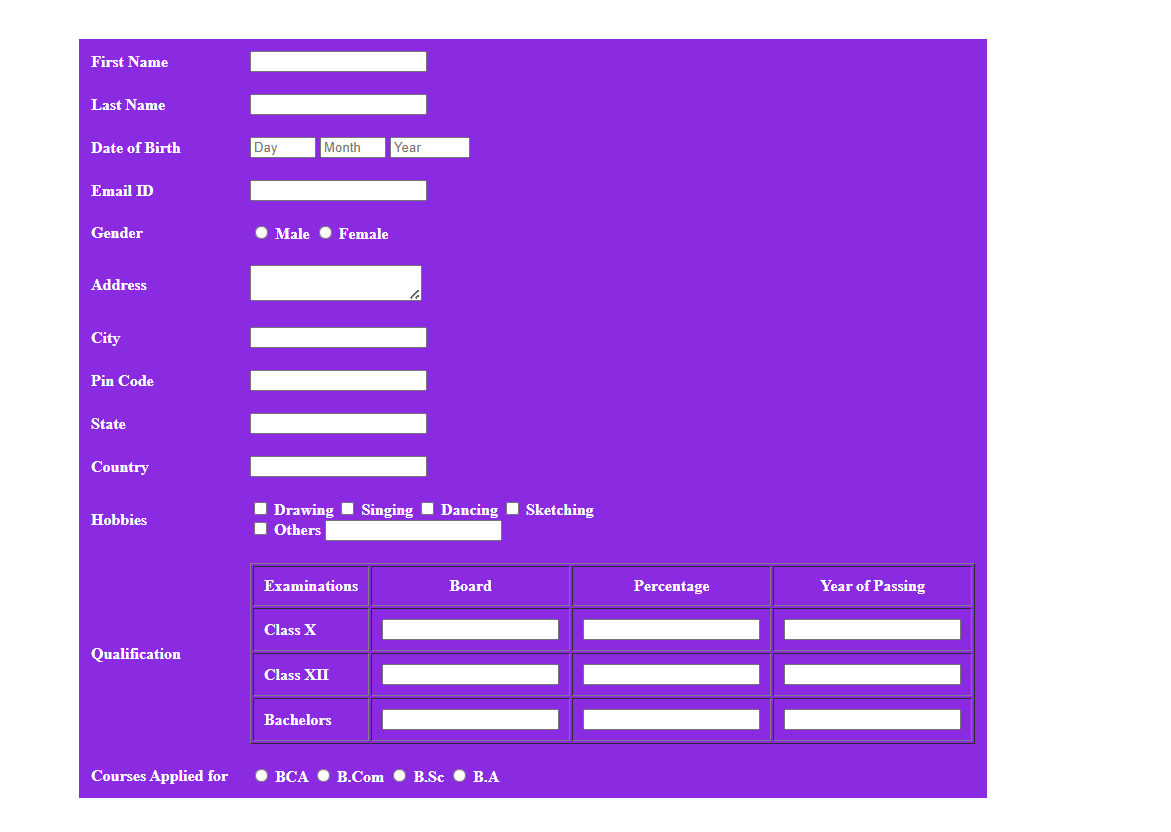 First Name
Last Name
Date of Birth Day Month Year
Email ID
Gender Male Female
Address
City
Pin Code
State
Country
Hobbies
Drawing Singing Dancing Sketching
Others
Qualification
Examinations Board Percentage Year of Passing
Class X
Class XII
Bachelors
Courses Applied for BCA B.Com B.Sc B.A